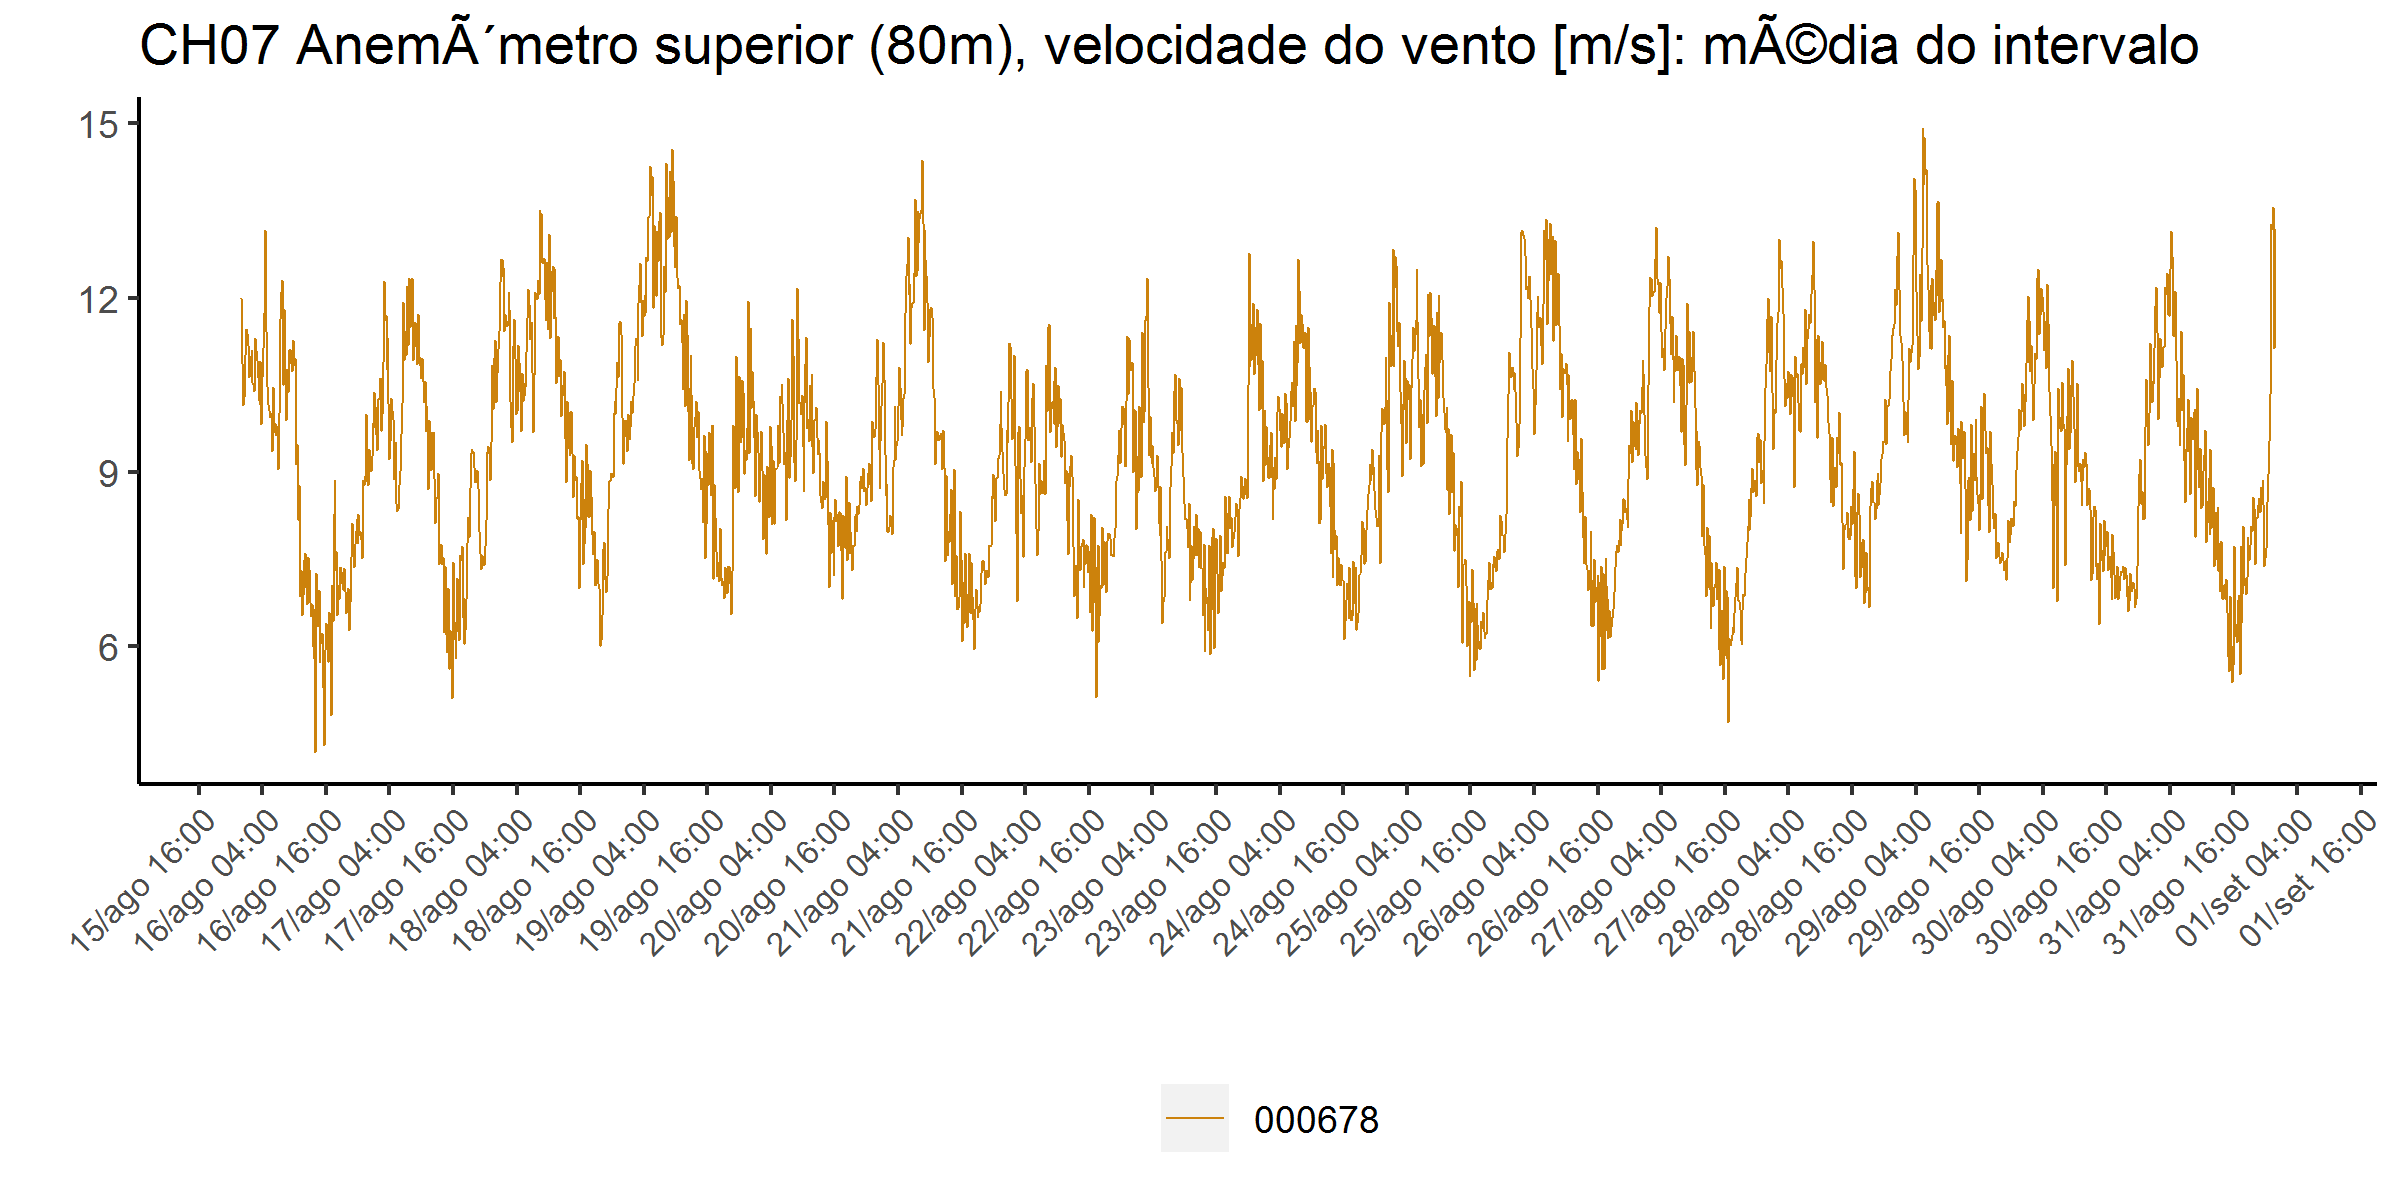 CH07 AnemÃ´metro superior (80m), velocidade do vento [m/s]: mÃ©dia do intervalo
15
12
9
6
15/ago 16:00
16/ago 04:00
16/ago 16:00
17/ago 04:00
17/ago 16:00
18/ago 04:00
18/ago 16:00
19/ago 04:00
19/ago 16:00
20/ago 04:00
20/ago 16:00
21/ago 04:00
21/ago 16:00
22/ago 04:00
22/ago 16:00
23/ago 04:00
23/ago 16:00
24/ago 04:00
24/ago 16:00
25/ago 04:00
25/ago 16:00
26/ago 04:00
26/ago 16:00
27/ago 04:00
27/ago 16:00
28/ago 04:00
28/ago 16:00
29/ago 04:00
29/ago 16:00
30/ago 04:00
30/ago 16:00
31/ago 04:00
31/ago 16:00
01/set 04:00
01/set 16:00
000678